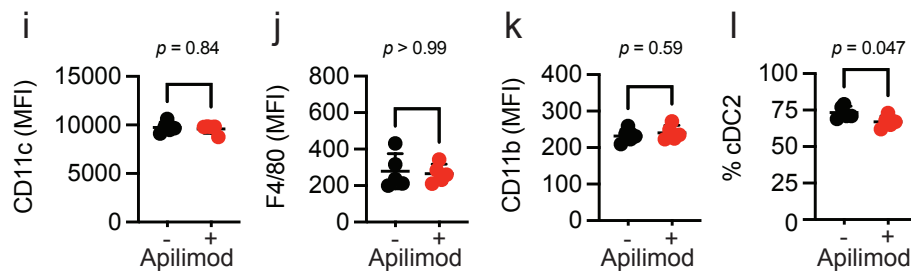 i
p = 0.84
CD11c (MFI)
15000
10000
5000
0
- +
Apilimod
j
p > 0.99
F4/80 (MFI)
800
600
400
200
0
- +
Apilimod
k
p = 0.59
CD11b (MFI)
400
300
200
100
0
- +
Apilimod
l
p = 0.047
% cDC2
100
75
50
25
0
- +
Apilimod